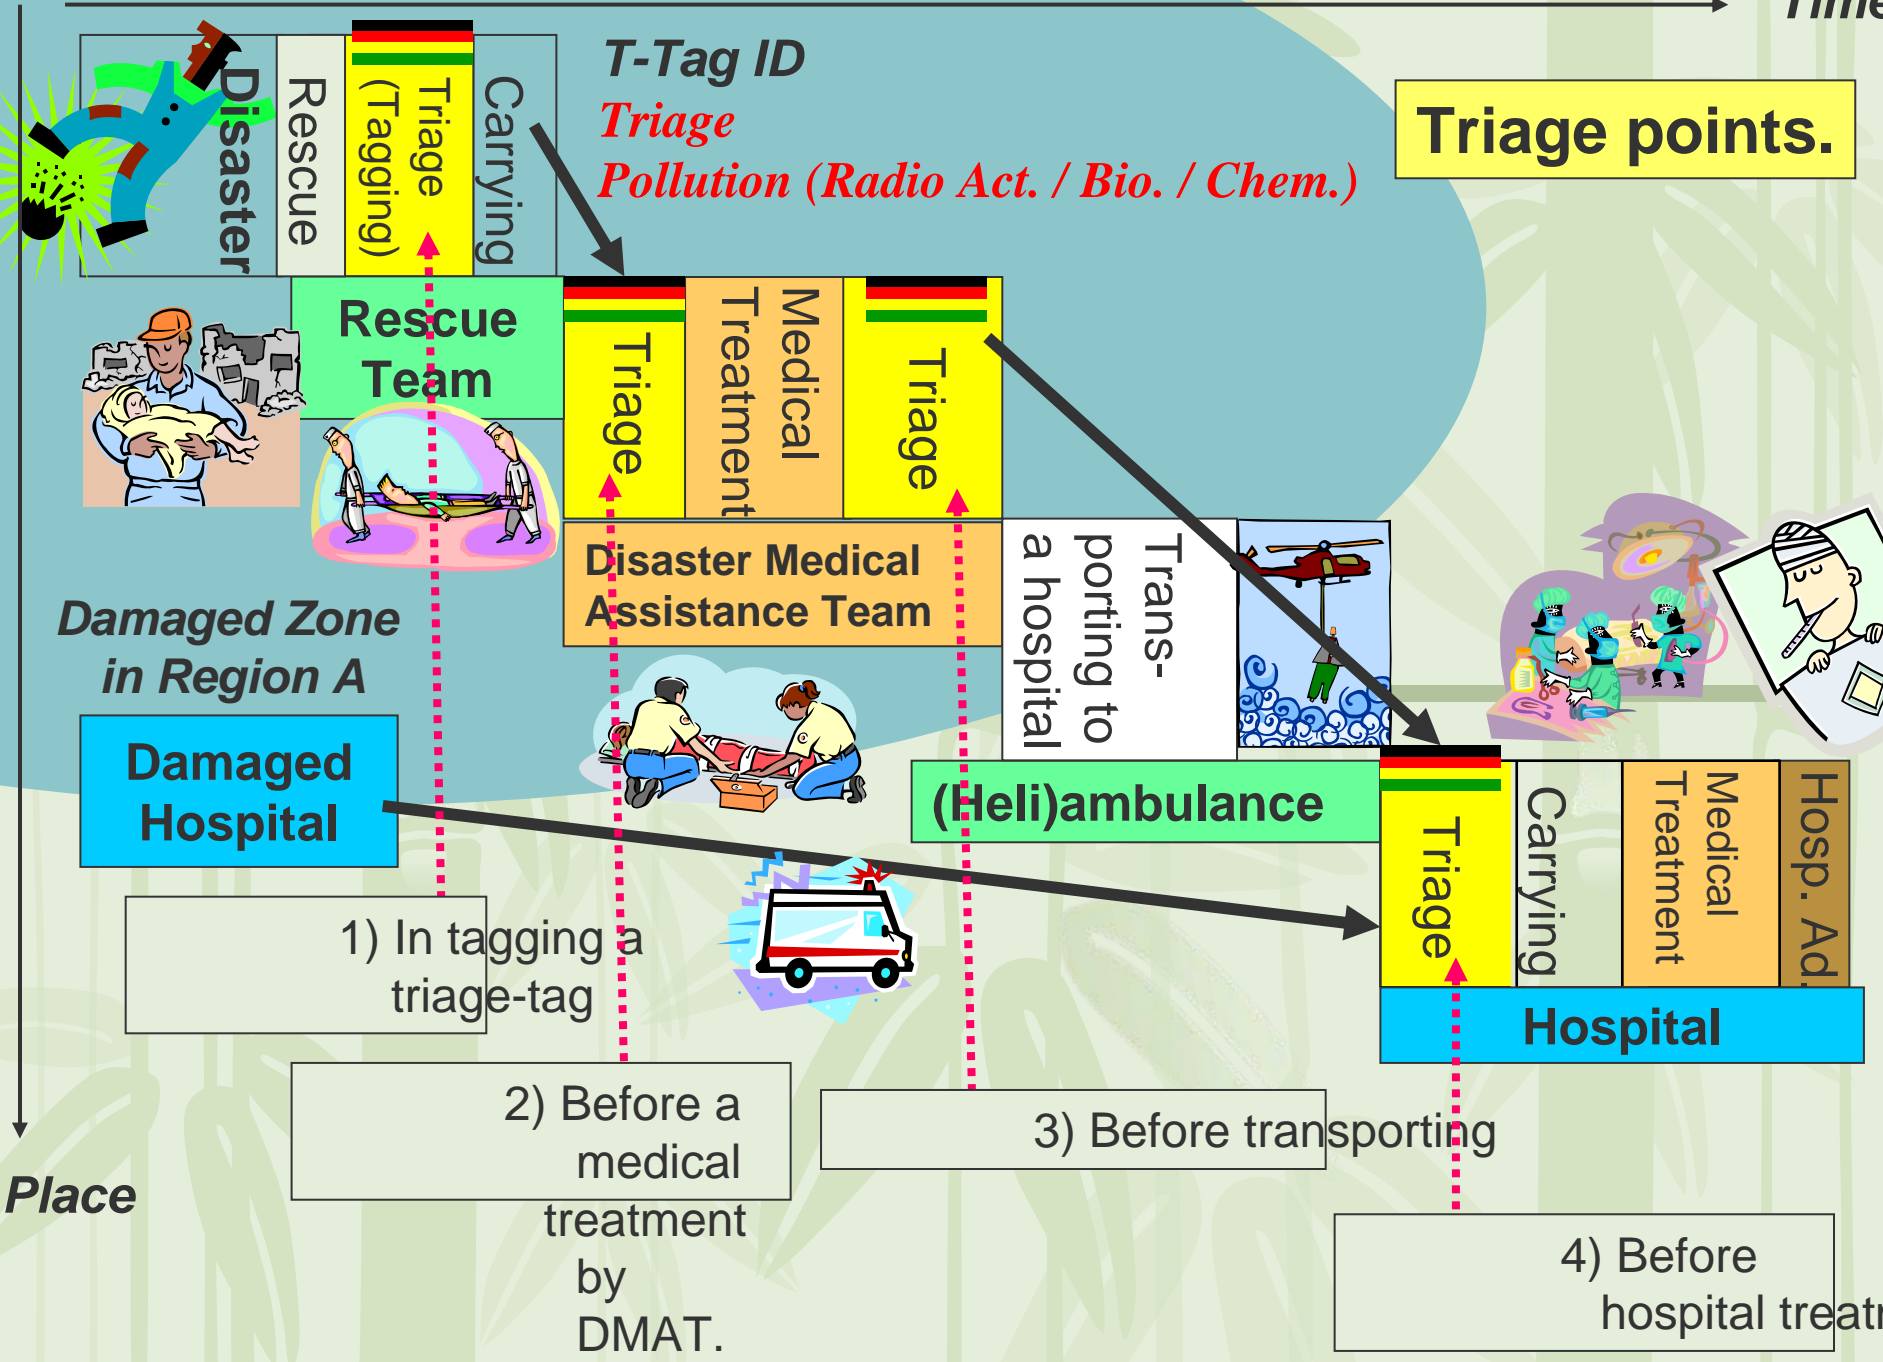 Time
Disaster
Rescue
Triage
(Tagging)
Carrying
T-Tag ID
Triage
Pollution (Radio Act. / Bio. / Chem.)
Triage points.
Rescue
Team
Triage
Medical
Treatment
Triage
Disaster Medical
Assistance Team
Trans-
porting to
a hospital
Damaged Zone
in Region A
Damaged
Hospital
(Heli)ambulance
Triage
Carrying
Medical
Treatment
Hosp. Ad.
Hospital
1) In tagging a
triage-tag
2) Before a
medical
treatment
by
DMAT.
3) Before transporting
4) Before
hospital
Place